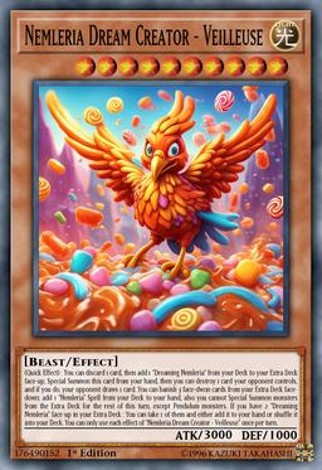 Nemleria Dream Creator - Veilleuse
LIGHT
光
[Beast/Effect]
(Quick Effect): You can discard 1 card, then add 1 "Dreaming Nemleria" from your Deck to your Extra Deck
face-up; Special Summon this card from your hand, then you can destroy 1 card your opponent controls,
and if you do, your opponent draws 1 card. You can banish 3 face-down cards from your Extra Deck face-
down; add 1 "Nemleria" Spell from your Deck to your hand, also you cannot Special Summon monsters
from the Extra Deck for the rest of this turn, except Pendulum monsters. If you have 2 "Dreaming
Nemleria" face-up in your Extra Deck : You can take 1 of them and either add it to your hand or shuffle it
into your Deck. You can only use each effect of "Nemleria Dream Creator - Veilleuse" once per turn.
ATK/3000 DEF/1000
176490152 1st Edition ©1996 KAZUKI TAKAHASHI